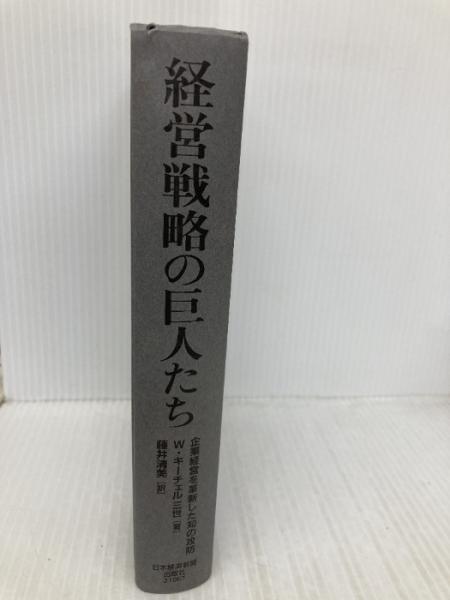 経営戦略の巨人たち
企業経営を革新した知の攻防
W・キーチェル三世［著］
藤井清美［訳］
日本経済新聞
出版社